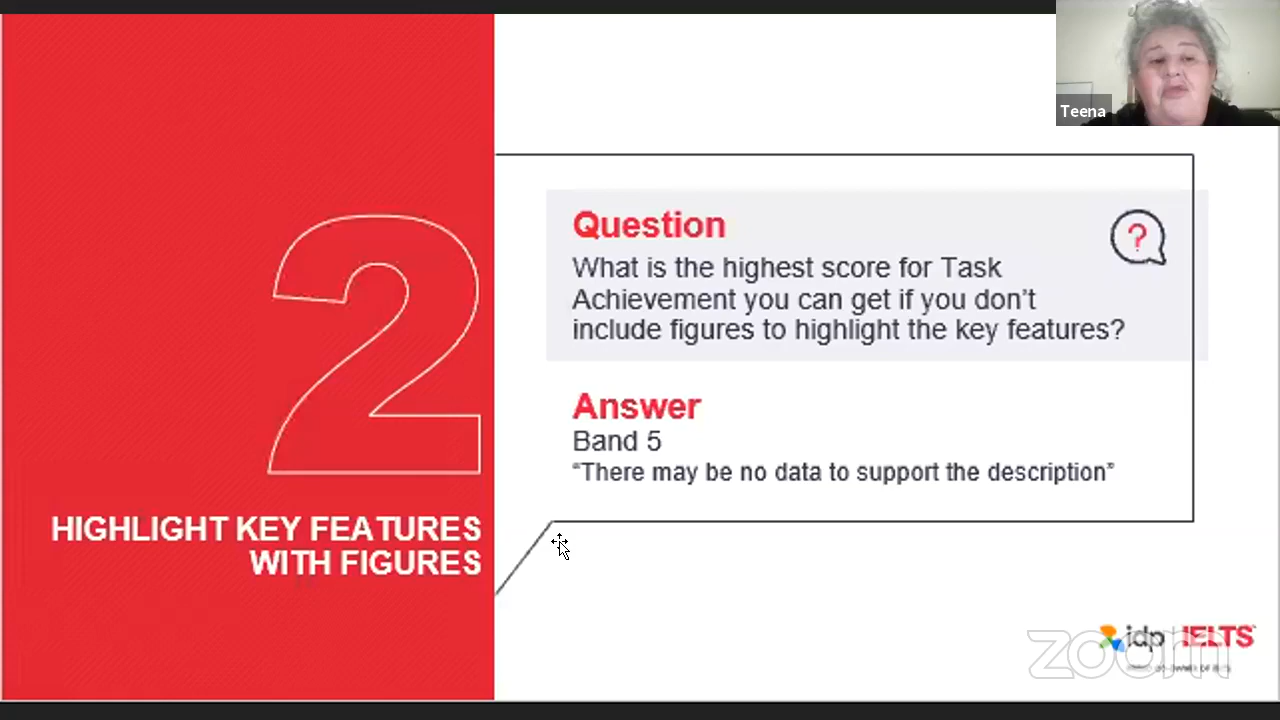 Teena
2
HIGHLIGHT KEY FEATURES
WITH FIGURES
Question
?
What is the highest score for Task
Achievement you can get if you don’t
include figures to highlight the key features?
Answer
Band 5
“There may be no data to support the description”
idp IELTS
zoom